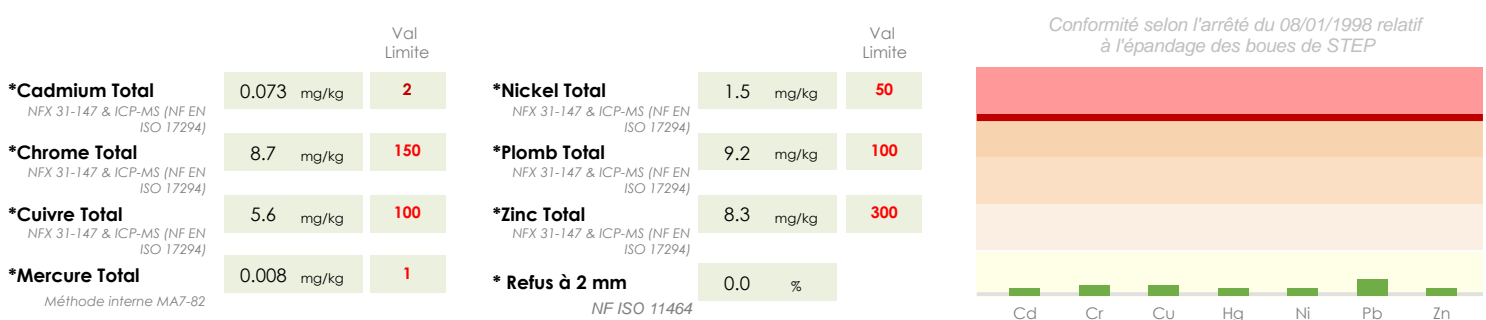 Val
Limite
*Cadmium Total 0.073 mg/kg 2
NFX 31-147 & ICP-MS (NF EN
ISO 17294)
*Chrome Total 8.7 mg/kg 150
NFX 31-147 & ICP-MS (NF EN
ISO 17294)
*Cuivre Total 5.6 mg/kg 100
NFX 31-147 & ICP-MS (NF EN
ISO 17294)
*Mercure Total 0.008 mg/kg 1
Méthode interne MA7-82
Val
Limite
*Nickel Total 1.5 mg/kg 50
NFX 31-147 & ICP-MS (NF EN
ISO 17294)
*Plomb Total 9.2 mg/kg 100
NFX 31-147 & ICP-MS (NF EN
ISO 17294)
*Zinc Total 8.3 mg/kg 300
NFX 31-147 & ICP-MS (NF EN
ISO 17294)
* Refus à 2 mm 0.0 %
NF ISO 11464
Conformité selon l'arrêté du 08/01/1998 relatif
à l'épandage des boues de STEP
Cd Cr Cu Hg Ni Pb Zn